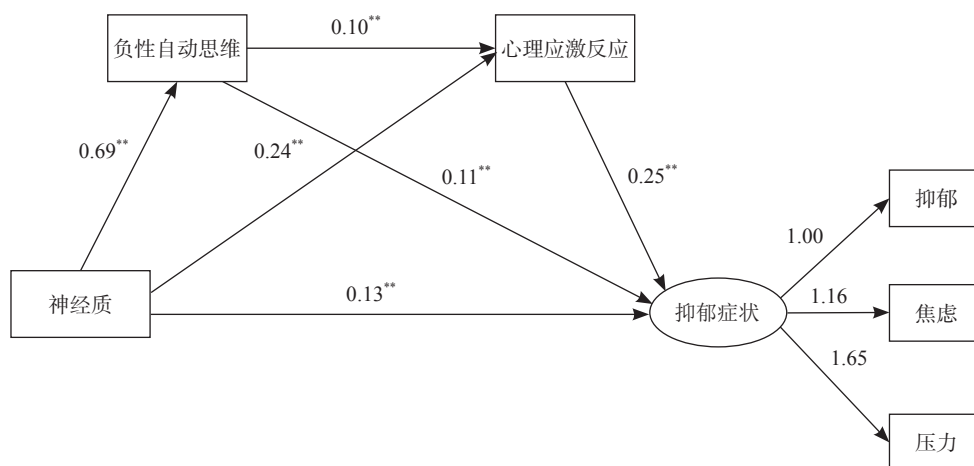 负性自动思维
0.10**
心理应激反应
0.69**
0.24**
0.11**
0.25**
抑郁
1.00
神经质
0.13**
抑郁症状
1.16
焦虑
1.65
压力